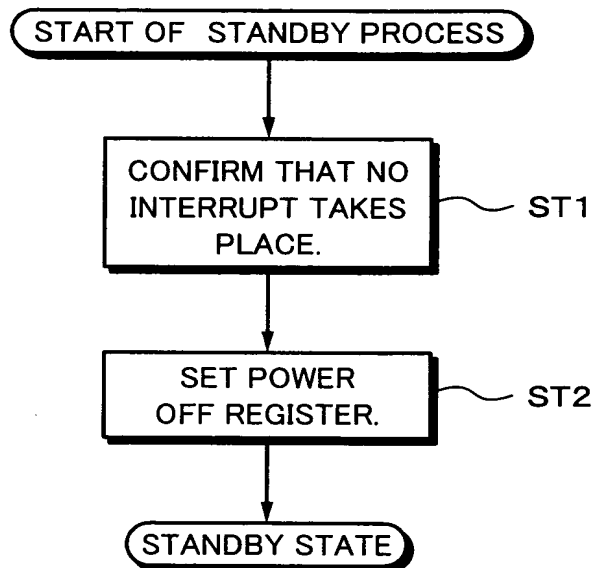 START OF STANDBY PROCESS
CONFIRM THAT NO
INTERRUPT TAKES
PLACE.
ST1
SET POWER
OFF REGISTER.
ST2
STANDBY STATE